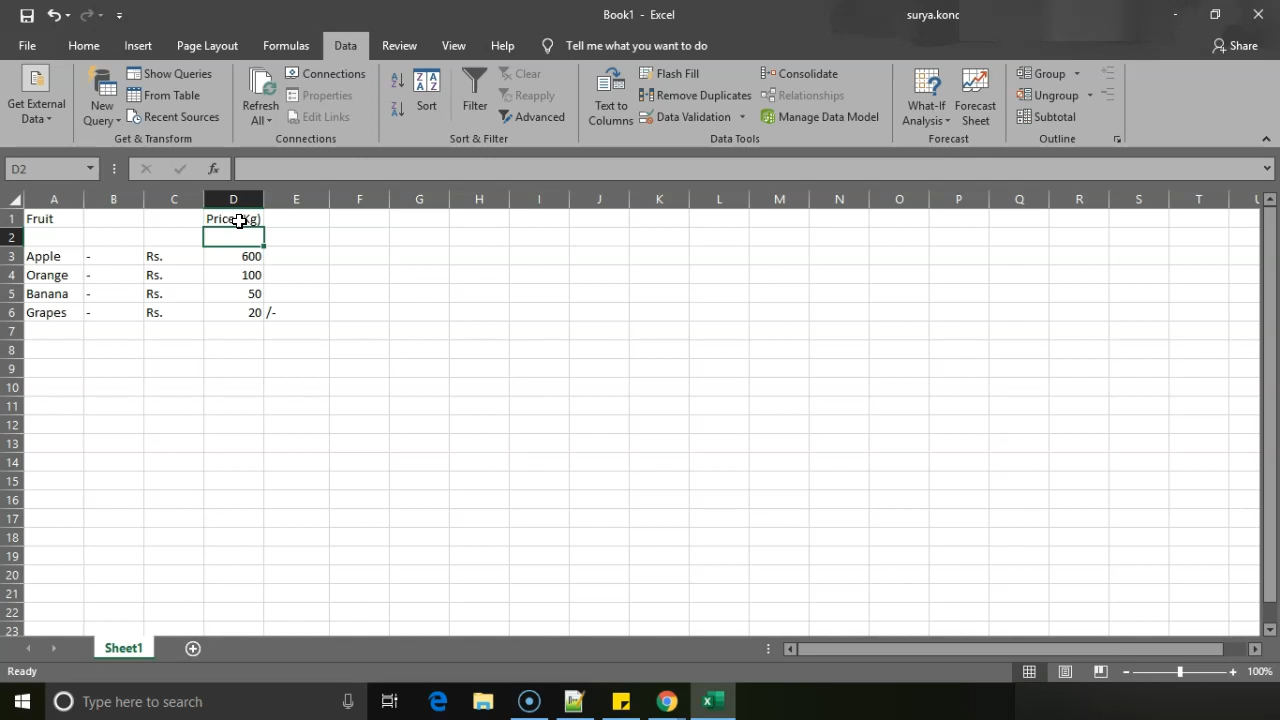 Book1 - Excel
surya.konc
File Home Insert Page Layout Formulas Data Review View Help Tell me what you want to do Share
Get External Data
New Query
Show Queries
From Table
Recent Sources
Get & Transform
Refresh All
Connections
Properties
Edit Links
Connections
Sort
Filter
Clear
Reapply
Advanced
Sort & Filter
Text to Columns
Flash Fill
Remove Duplicates
Data Validation
Consolidate
Relationships
Manage Data Model
Data Tools
What-If Analysis
Forecast Sheet
Forecast
Group
Ungroup
Subtotal
Outline
D2
fx
A B C D E F G H I J K L M N O P Q R S T U
1 Fruit
2
3 Apple - Rs. 600
4 Orange - Rs. 100
5 Banana - Rs. 50
6 Grapes - Rs. 20 /-
7
8
9
10
11
12
13
14
15
16
17
18
19
20
21
22
23
Sheet1
Ready
100%
Type here to search